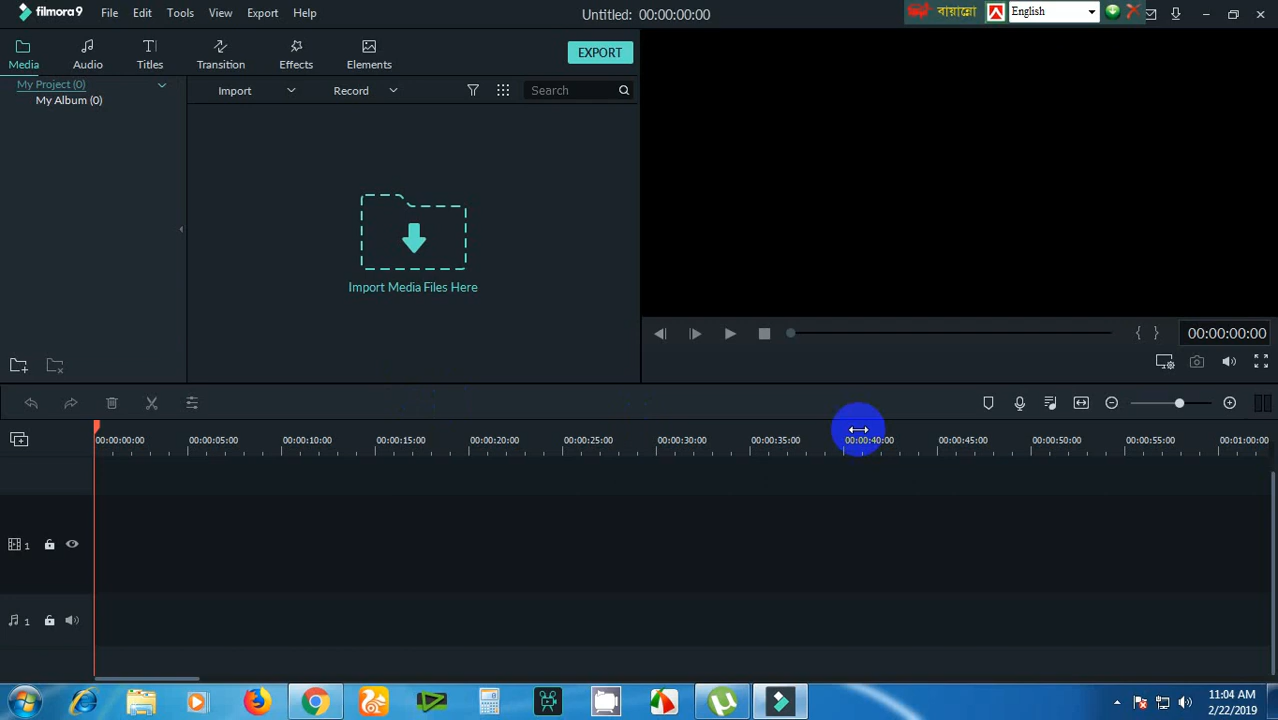 filmora9 File Edit Tools View Export Help Untitled: 00:00:00:00 বায়ান্নো English
Media Audio Titles Transition Effects Elements EXPORT
My Project (0) Import Record Search
My Album (0)
Import Media Files Here
00:00:00:00
00:00:00:00 00:00:05:00 00:00:10:00 00:00:15:00 00:00:20:00 00:00:25:00 00:00:30:00 00:00:35:00 00:00:40:00 00:00:45:00 00:00:50:00 00:00:55:00 00:01:00:00
1
1
11:04 AM
2/22/2019